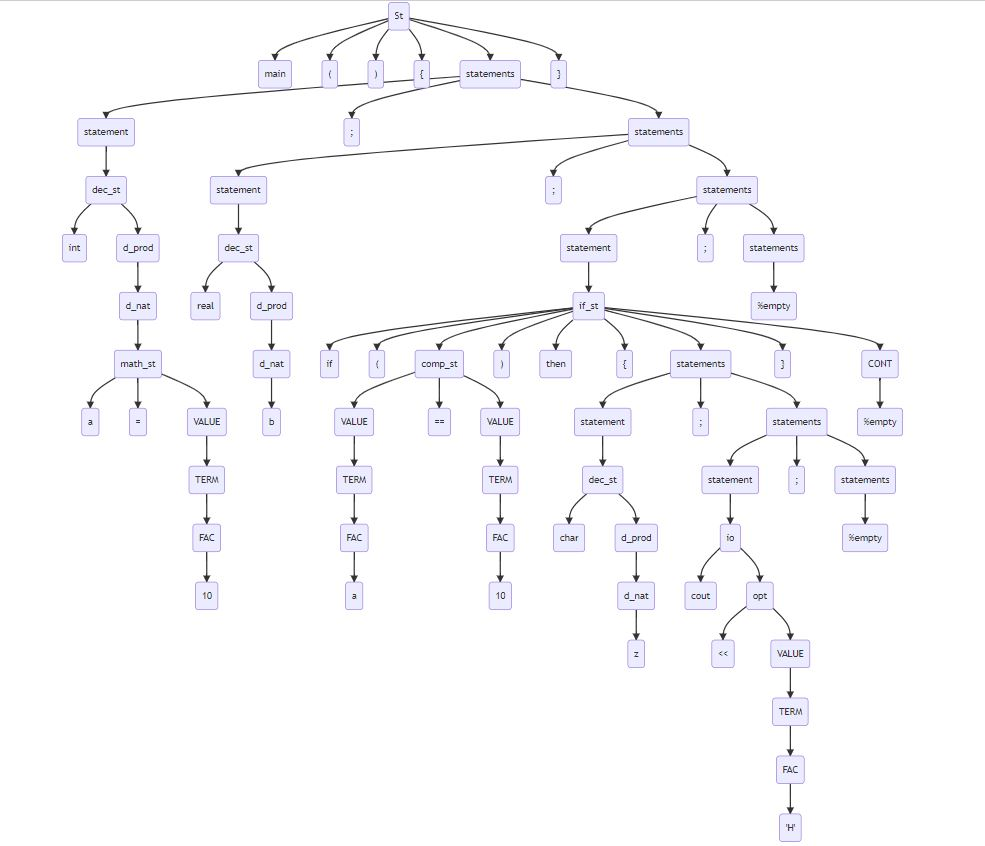 St
main ( ) { statements }
statement ; statements
dec_st statement ; statements
int d_prod dec_st statement ; statements
d_nat real d_prod if_st %empty
math_st d_nat if ( comp_st ) then { statements } CONT
a = VALUE b VALUE == VALUE statement ; statements %empty
TERM TERM TERM dec_st statement ; statements
FAC FAC FAC char d_prod io %empty
10 a 10 d_nat cout opt
z << VALUE
TERM
FAC
'H'